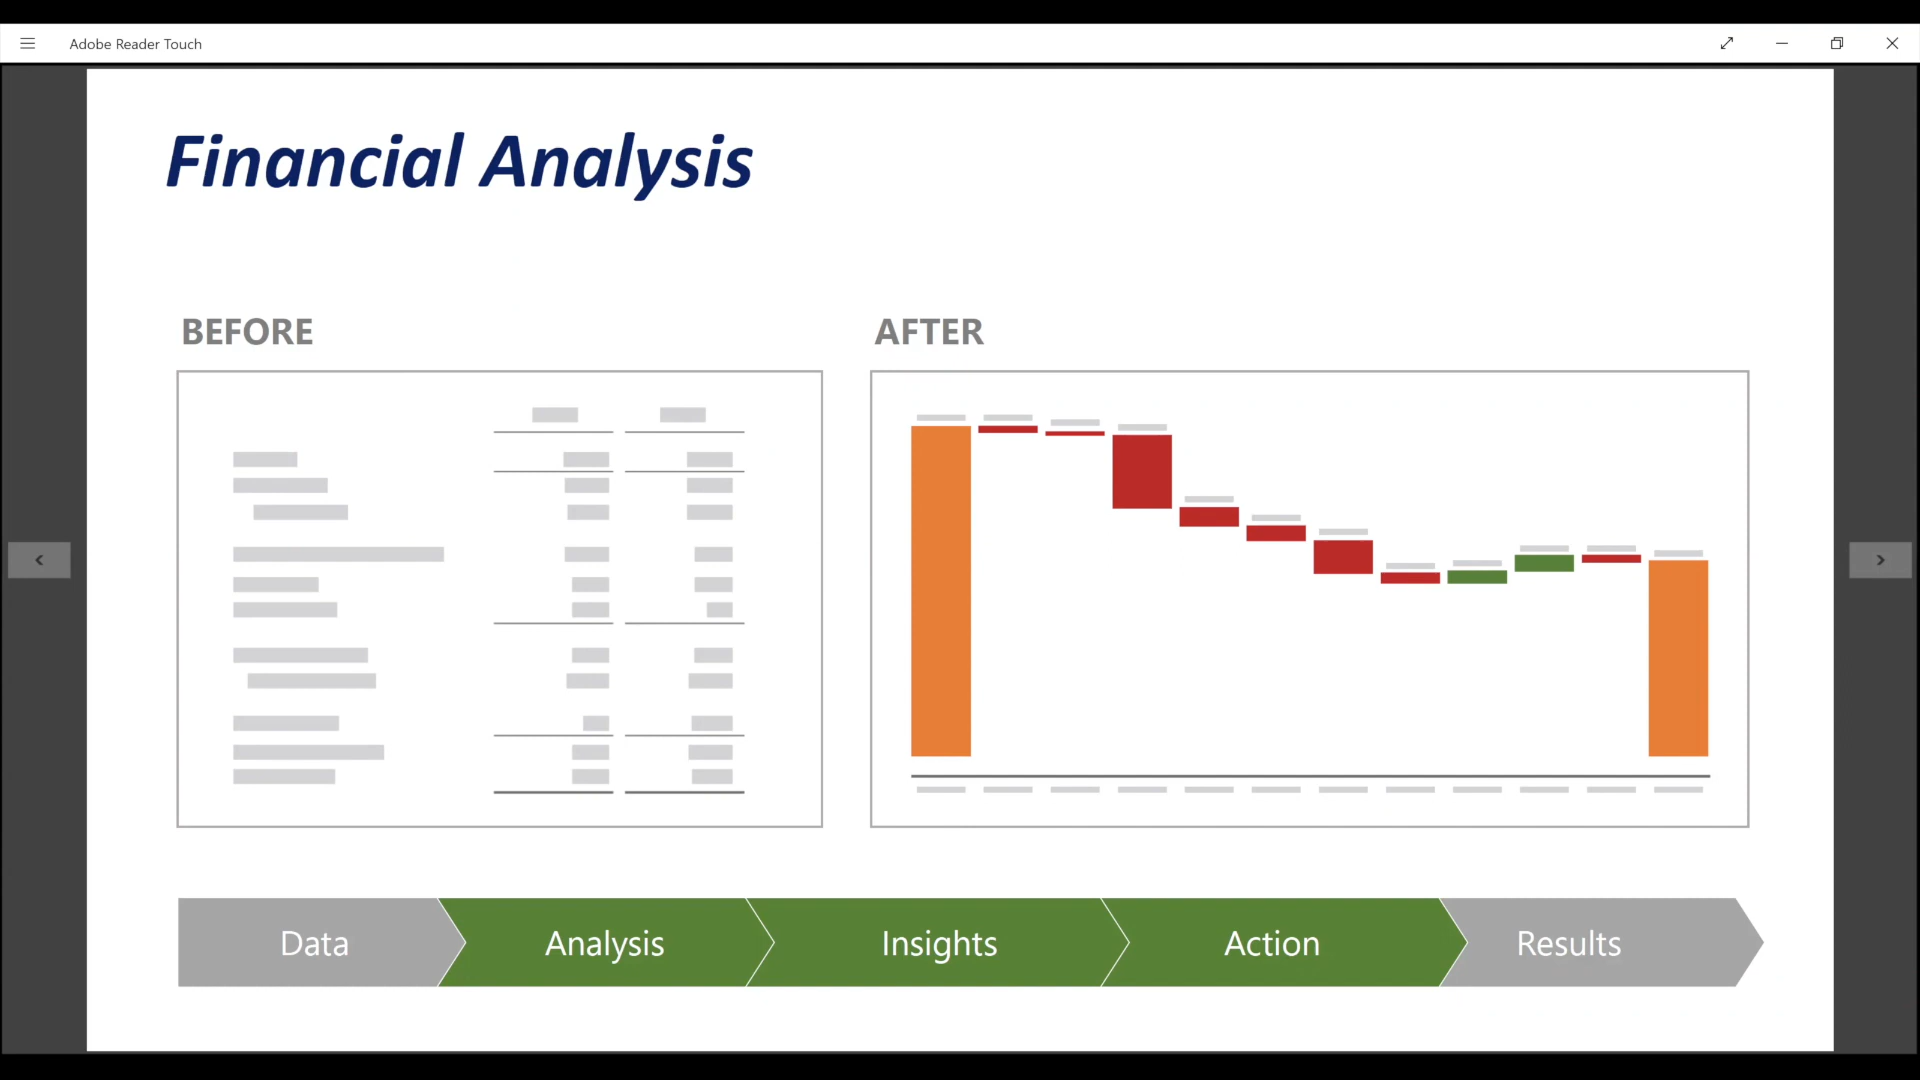 Adobe Reader Touch
Financial Analysis
BEFORE
AFTER
Data
Analysis
Insights
Action
Results